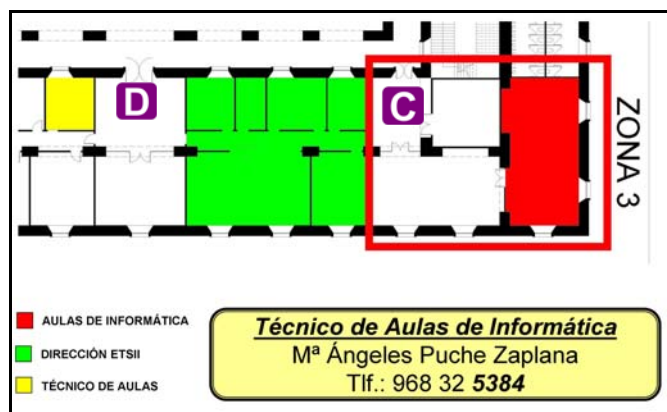 D
C
ZONA 3
AULAS DE INFORMÁTICA
DIRECCIÓN ETSII
TÉCNICO DE AULAS
Técnico de Aulas de Informática
Mª Ángeles Puche Zaplana
Tlf.: 968 32 5384